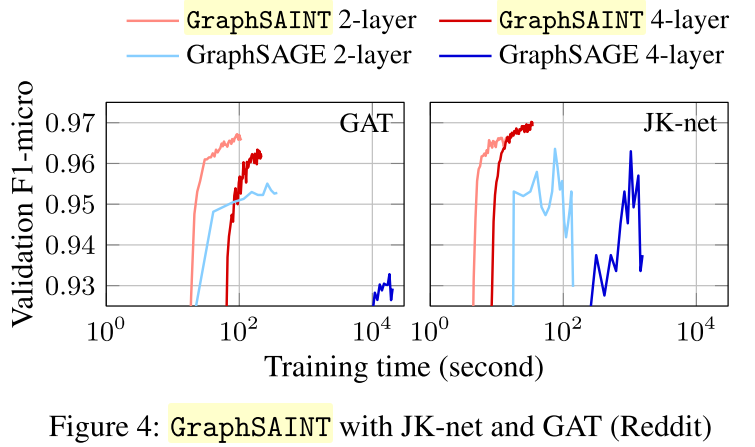 GraphSAINT 2-layer GraphSAINT 4-layer
GraphSAGE 2-layer GraphSAGE 4-layer
Validation F1-micro
0.97
0.96
0.95
0.94
0.93
GAT
JK-net
10^0 10^2 10^4 10^0 10^2 10^4
Training time (second)
Figure 4: GraphSAINT with JK-net and GAT (Reddit)